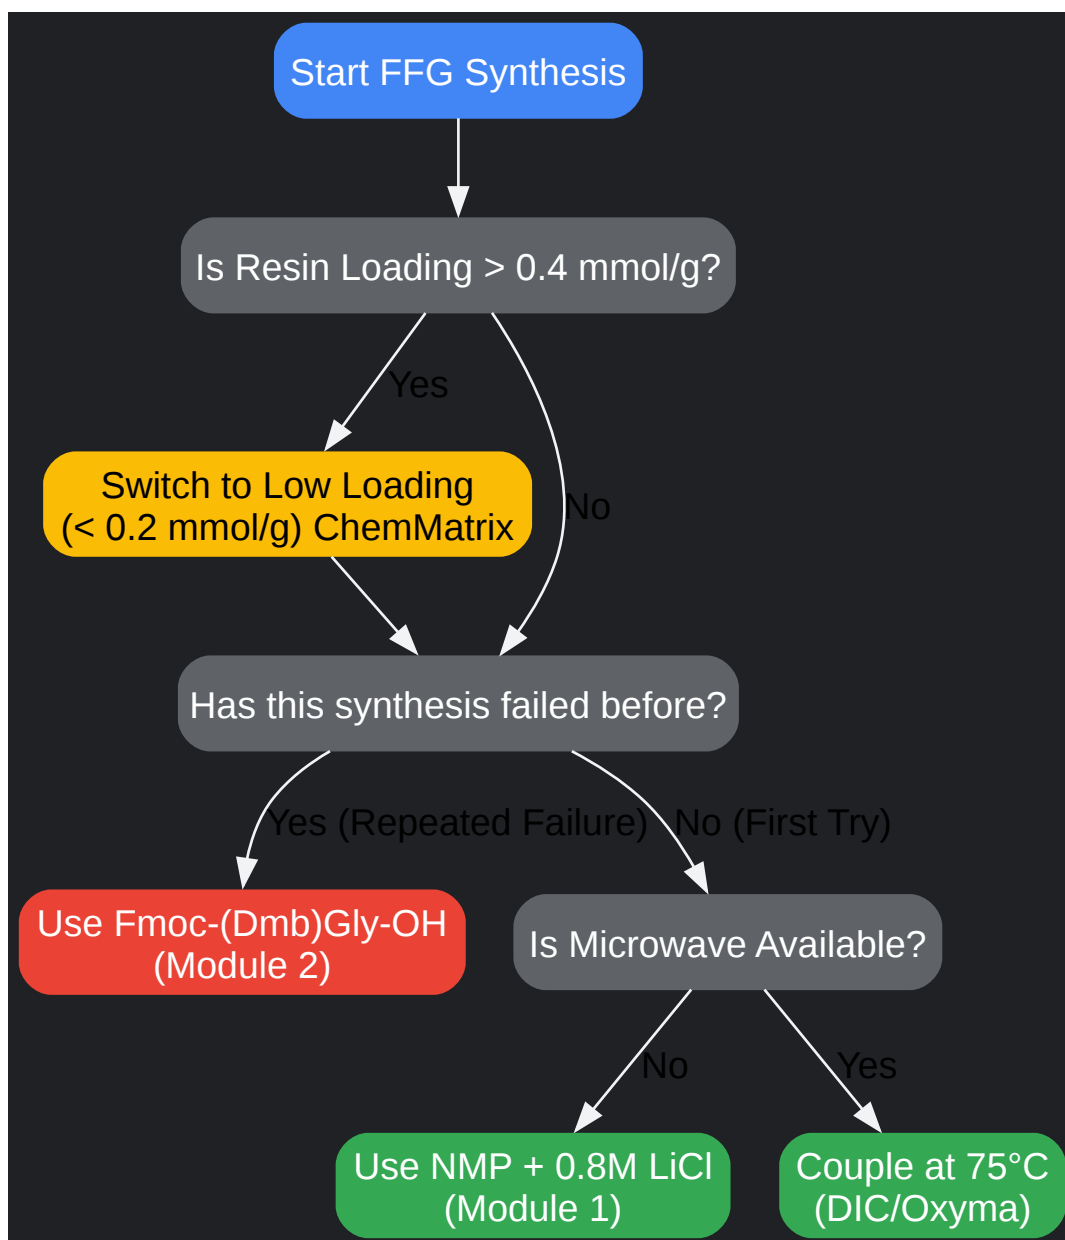 Start FFG Synthesis
Is Resin Loading > 0.4 mmol/g?
Yes
Switch to Low Loading
(< 0.2 mmol/g) ChemMatrix
No
Has this synthesis failed before?
Yes (Repeated Failure)
No (First Try)
Use Fmoc-(Dmb)Gly-OH
(Module 2)
Is Microwave Available?
No
Yes
Use NMP + 0.8M LiCl
(Module 1)
Couple at 75°C
(DIC/Oxyma)